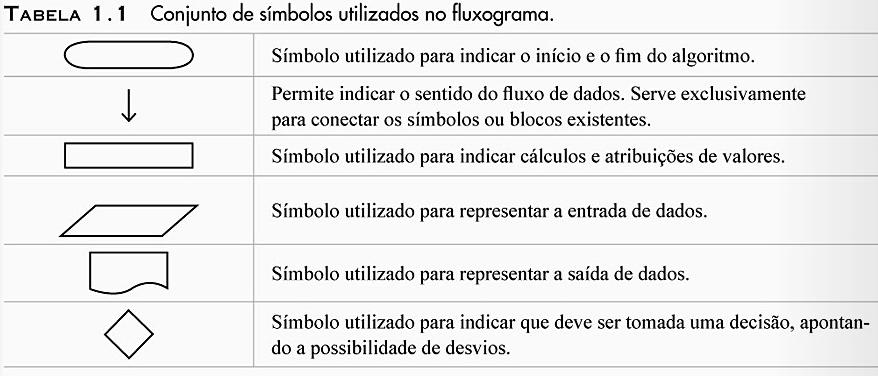 TABELA 1.1 Conjunto de símbolos utilizados no fluxograma.
Símbolo utilizado para indicar o início e o fim do algoritmo.
Permite indicar o sentido do fluxo de dados. Serve exclusivamente
para conectar os símbolos ou blocos existentes.
Símbolo utilizado para indicar cálculos e atribuições de valores.
Símbolo utilizado para representar a entrada de dados.
Símbolo utilizado para representar a saída de dados.
Símbolo utilizado para indicar que deve ser tomada uma decisão, apontan-
do a possibilidade de desvios.